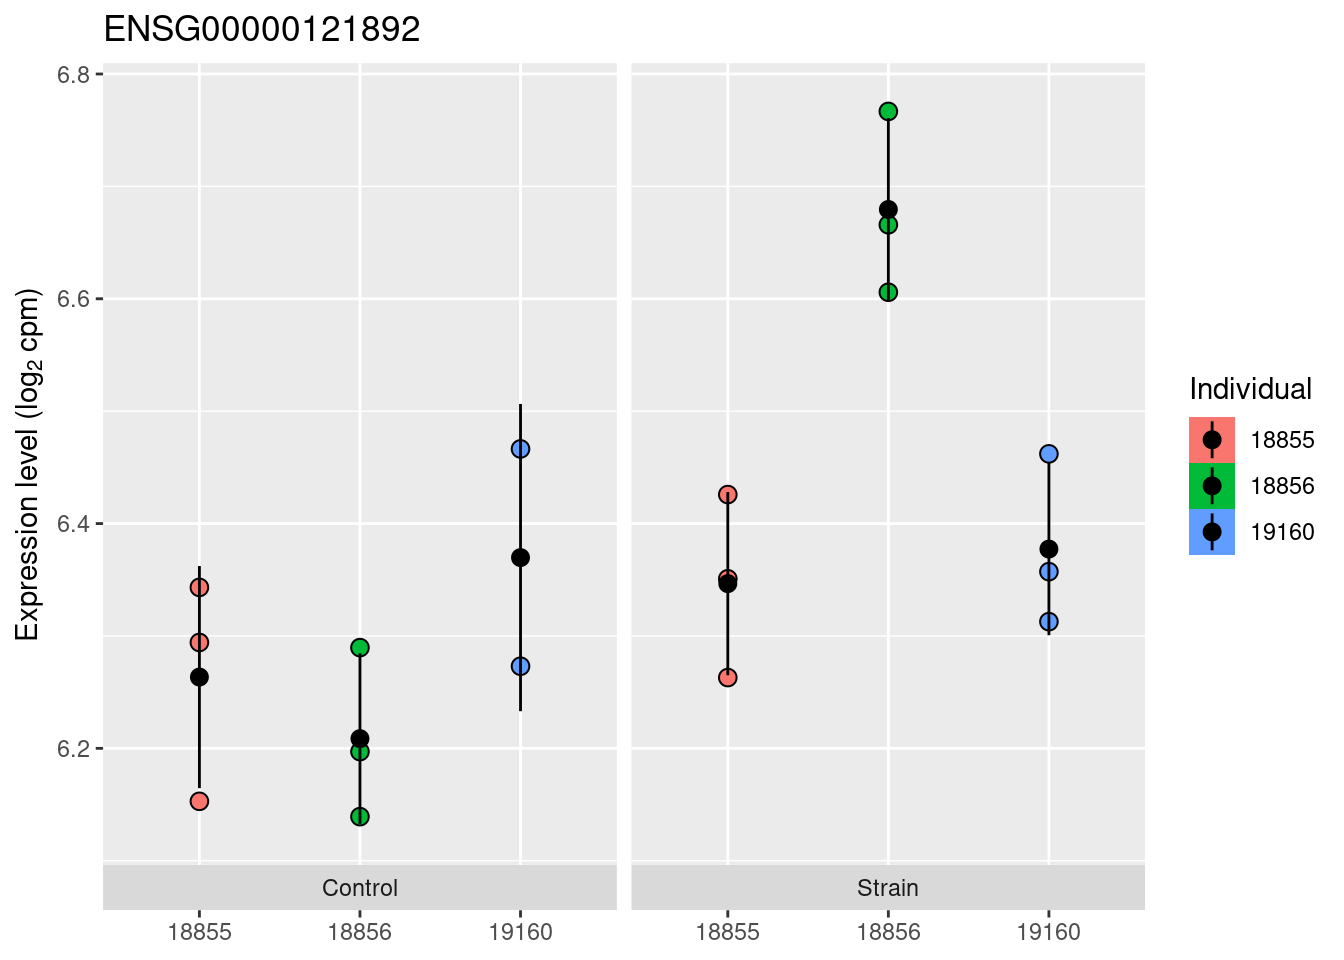 ENSG00000121892
Expression level (log₂ cpm)
6.8
6.6
6.4
6.2
Control
Strain
18855
18856
19160
18855
18856
19160
Individual
18855
18856
19160